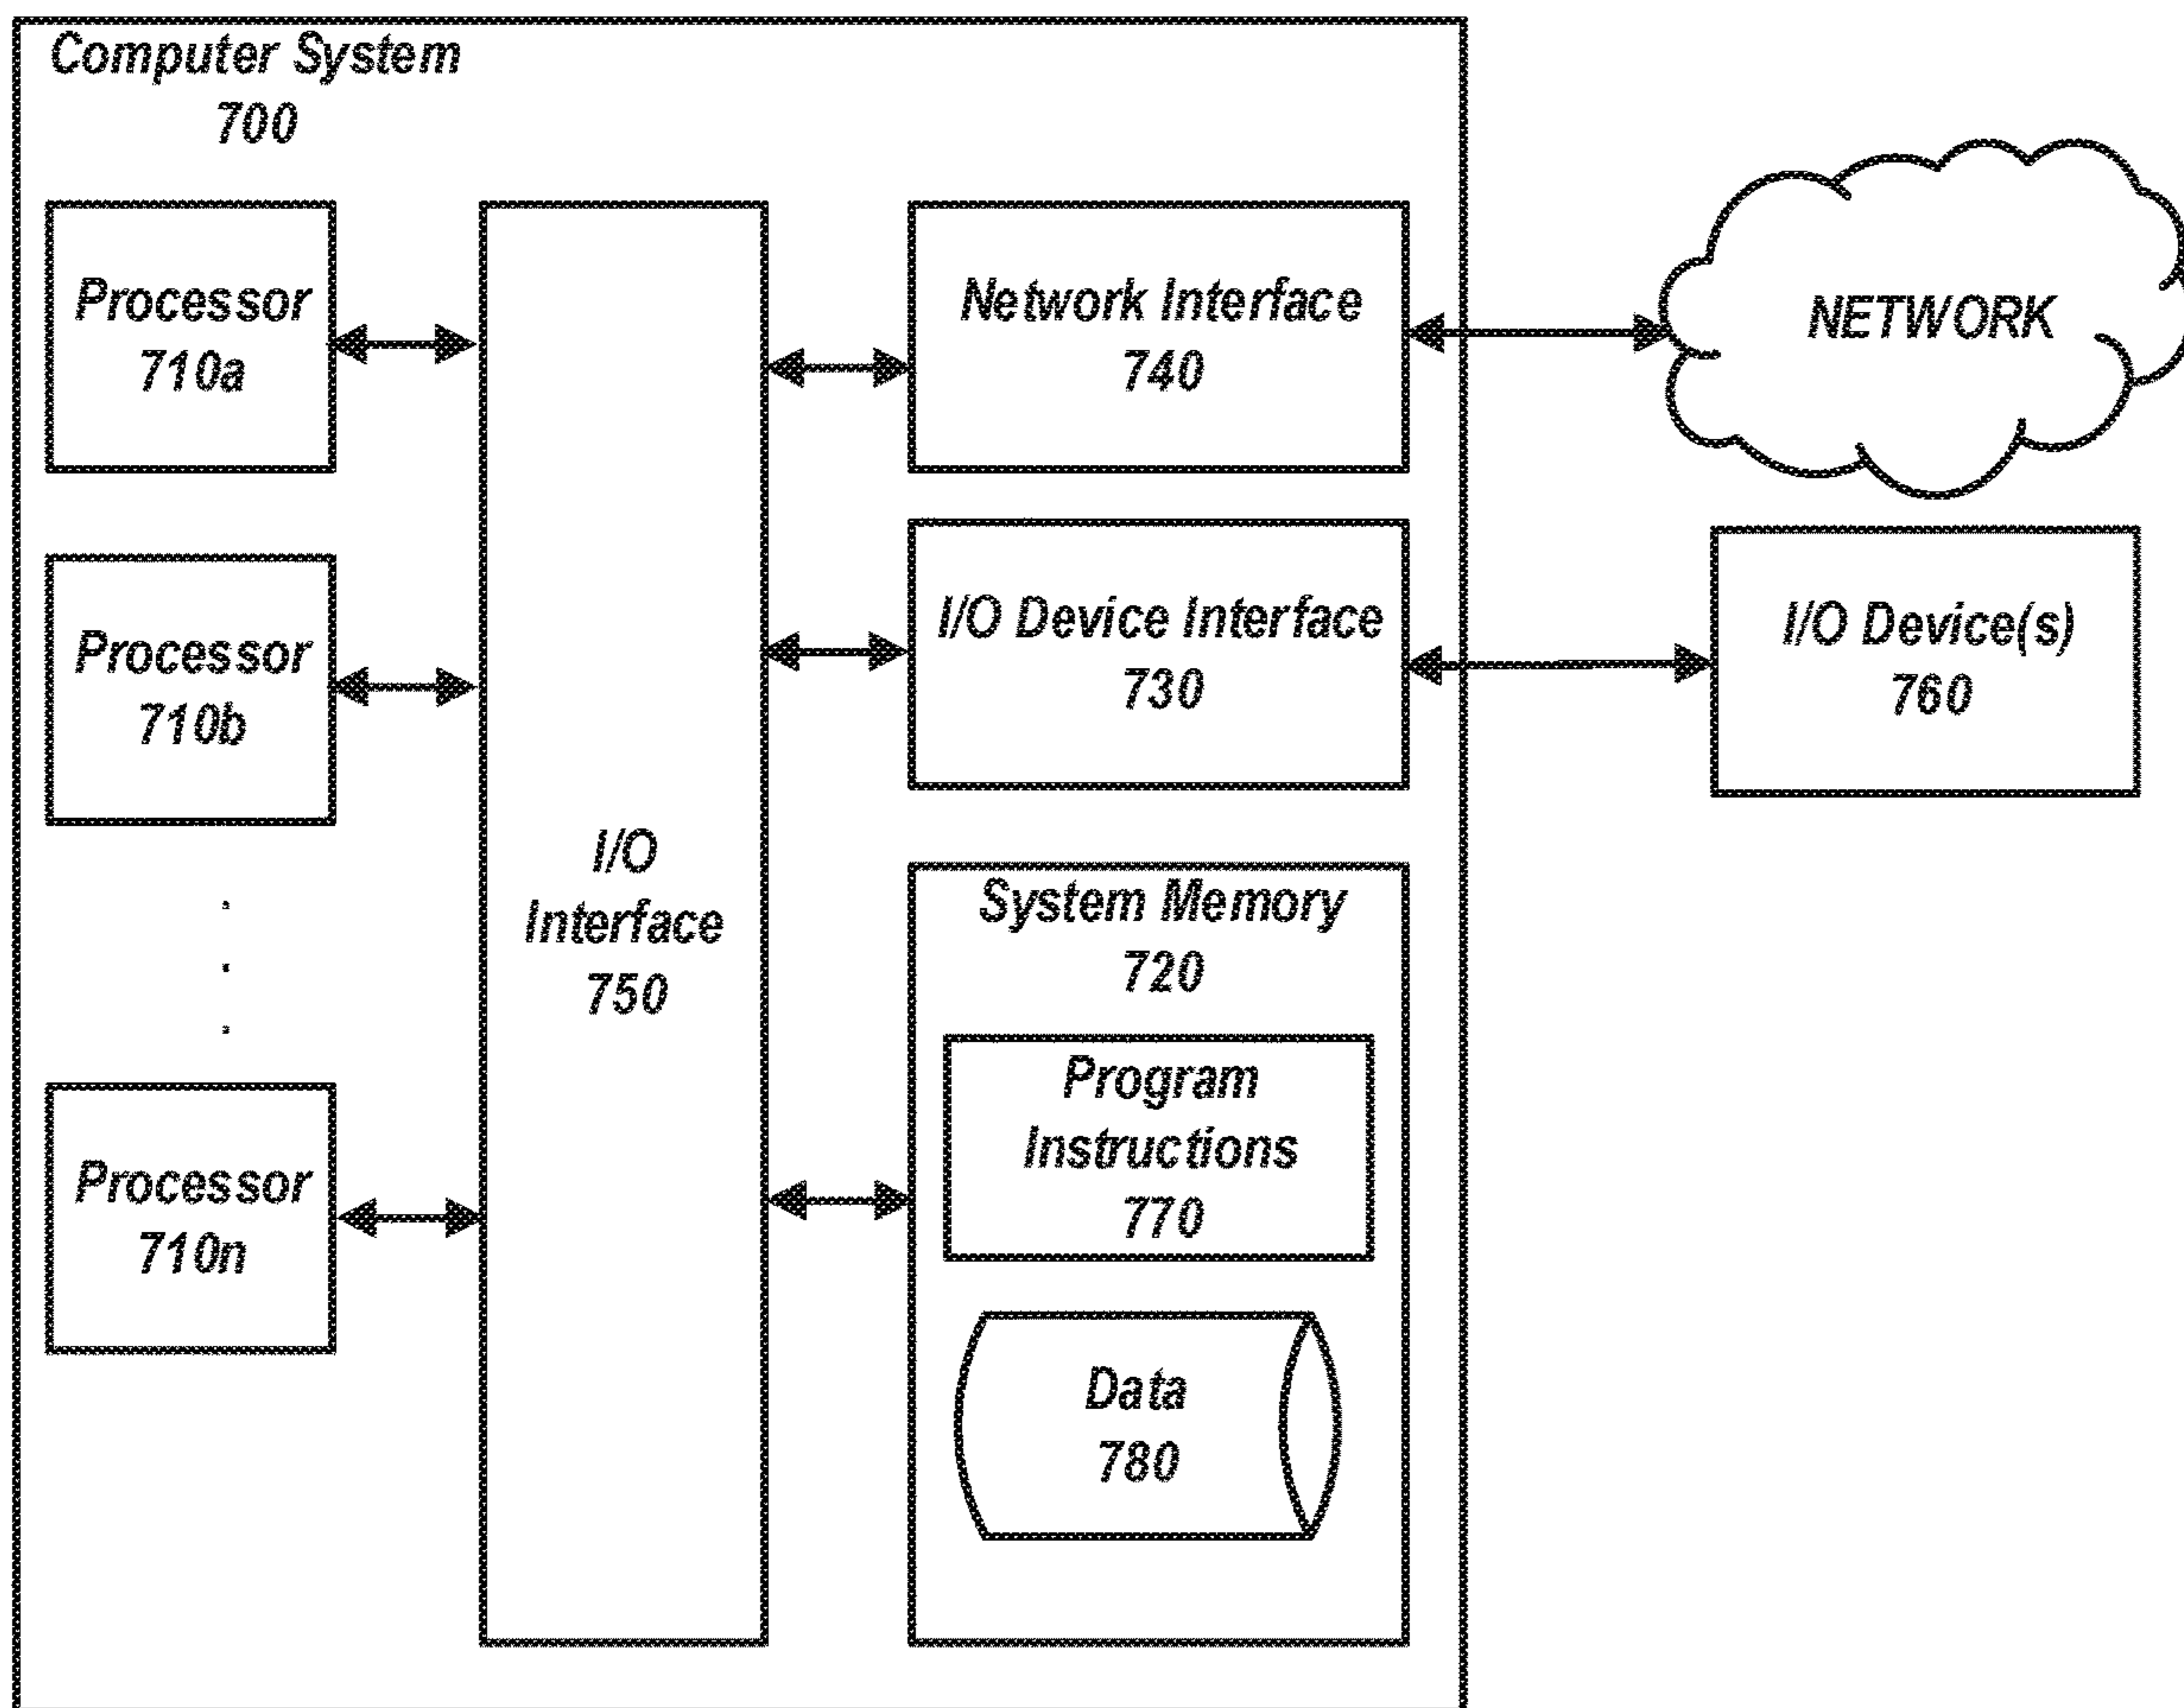 Computer System
700
Processor
710a
Processor
710b
Processor
710n
I/O
Interface
750
Network Interface
740
I/O Device Interface
730
System Memory
720
Program
Instructions
770
Data
780
NETWORK
I/O Device(s)
760